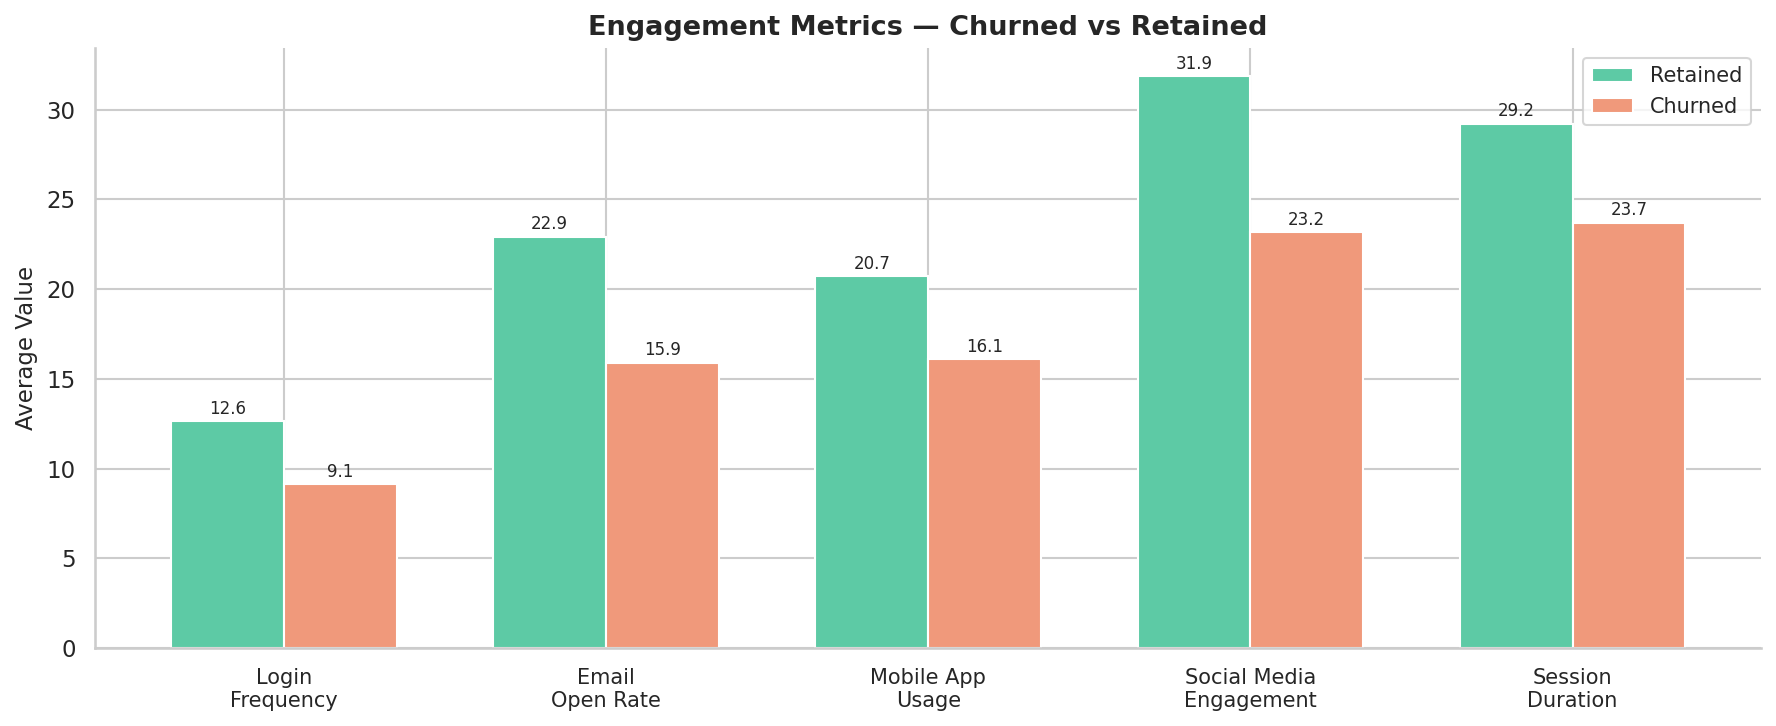 Engagement Metrics — Churned vs Retained
Retained
Churned
Average Value
30
25
20
15
10
5
0
12.6
9.1
22.9
15.9
20.7
16.1
31.9
23.2
29.2
23.7
Login
Frequency
Email
Open Rate
Mobile App
Usage
Social Media
Engagement
Session
Duration